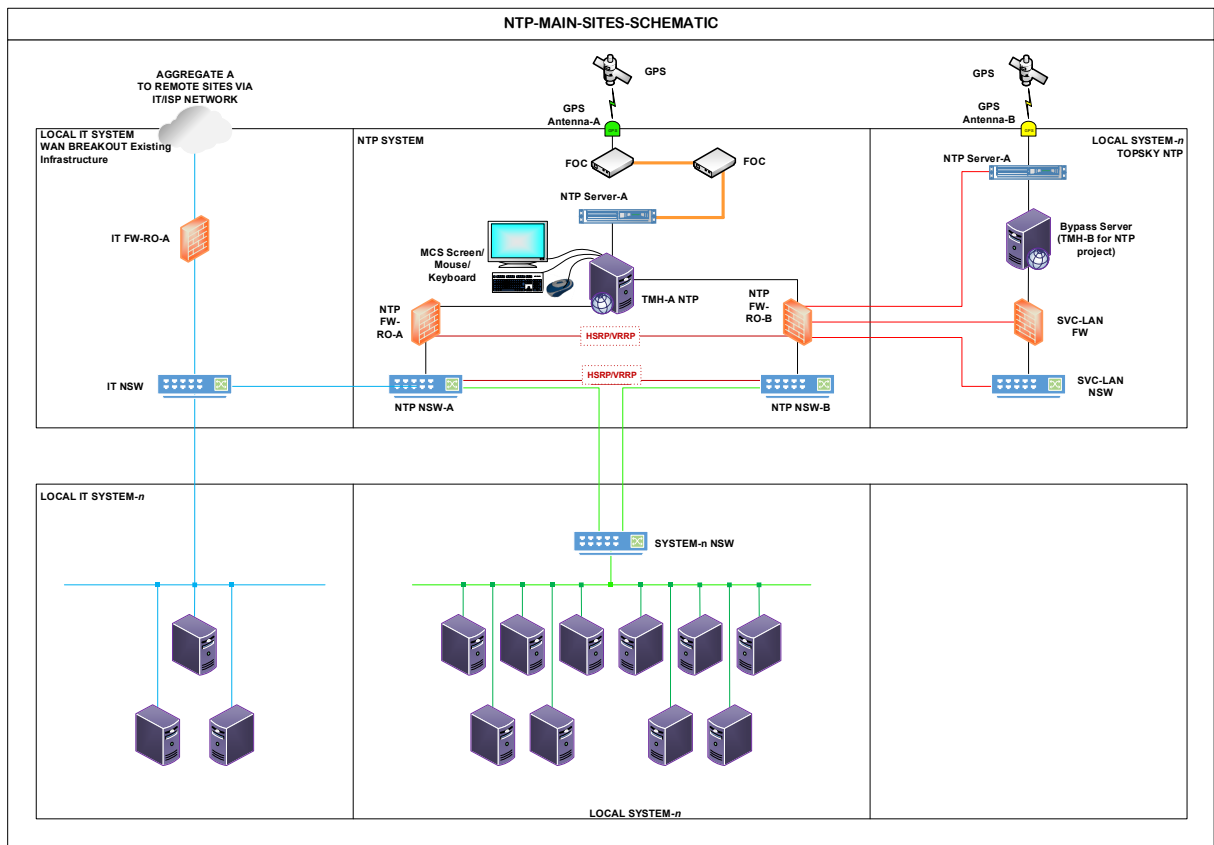 NTP-MAIN-SITES-SCHEMATIC
AGGREGATE A
TO REMOTE SITES VIA
IT/ISP NETWORK
GPS
GPS
GPS
Antenna-A
GPS
GPS
Antenna-B
GPS
LOCAL IT SYSTEM
WAN BREAKOUT Existing
Infrastructure
NTP SYSTEM
LOCAL SYSTEM-n
TOPSKY NTP
FOC
FOC
NTP Server-A
NTP Server-A
IT FW-RO-A
MCS Screen/
Mouse/
Keyboard
TMH-A NTP
Bypass Server
(TMH-B for NTP
project)
NTP
FW-
RO-A
NTP
FW-
RO-B
SVC-LAN
FW
HSRP/VRRP
HSRP/VRRP
IT NSW
NTP NSW-A
NTP NSW-B
SVC-LAN
NSW
LOCAL IT SYSTEM-n
SYSTEM-n NSW
LOCAL SYSTEM-n